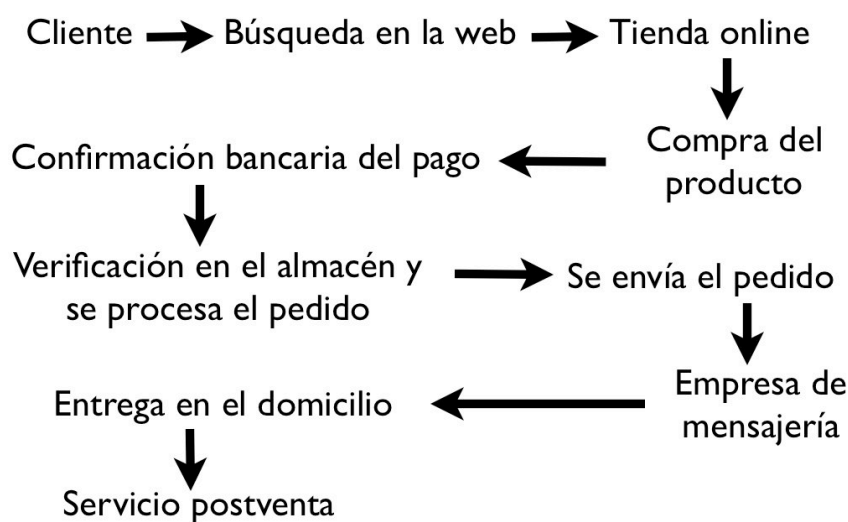 Cliente
Búsqueda en la web
Tienda online
Compra del
producto
Confirmación bancaria del pago
Verificación en el almacén y
se procesa el pedido
Se envía el pedido
Empresa de
mensajería
Entrega en el domicilio
Servicio postventa